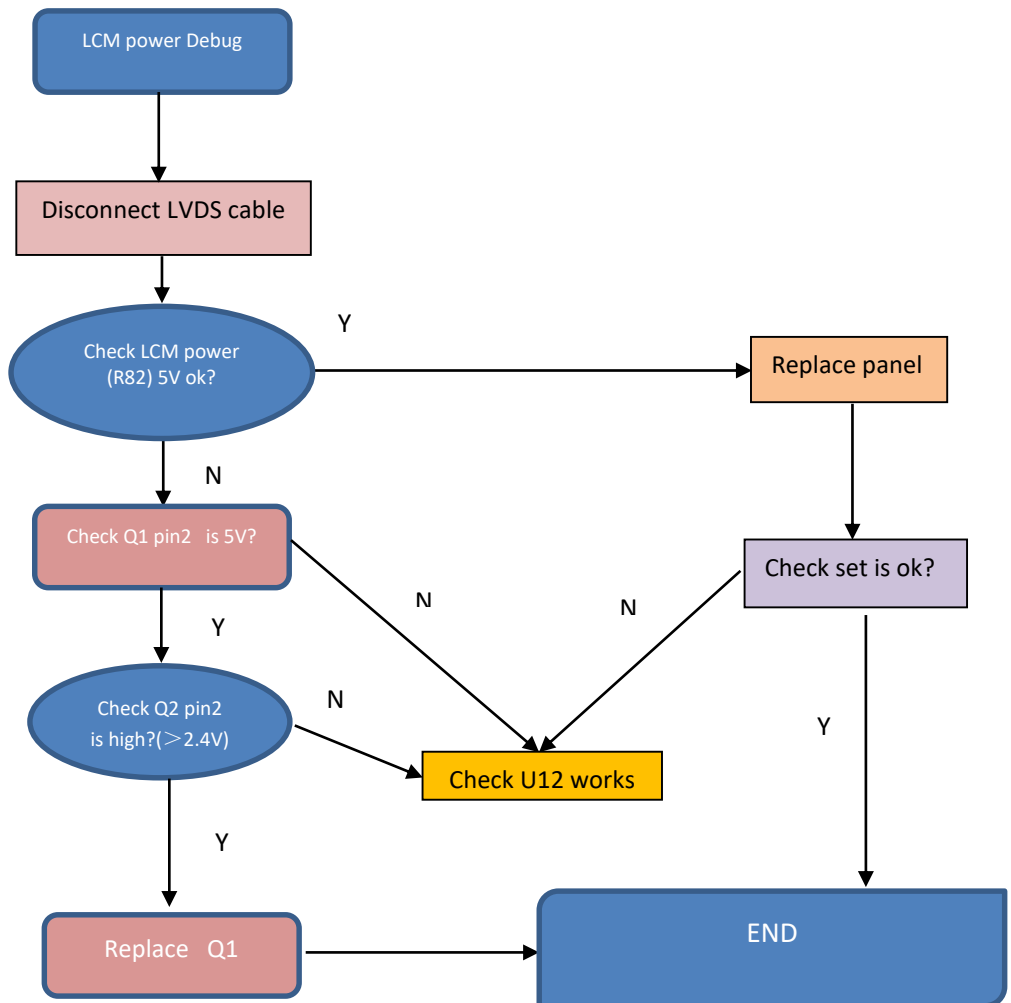 LCM power Debug
Disconnect LVDS cable
Y
Check LCM power
(R82) 5V ok?
Replace panel
N
Check Q1 pin2   is 5V?
Check set is ok?
N
N
Y
Check Q2 pin2
is high?(＞2.4V)
N
Y
Check U12 works
Y
Replace   Q1
END